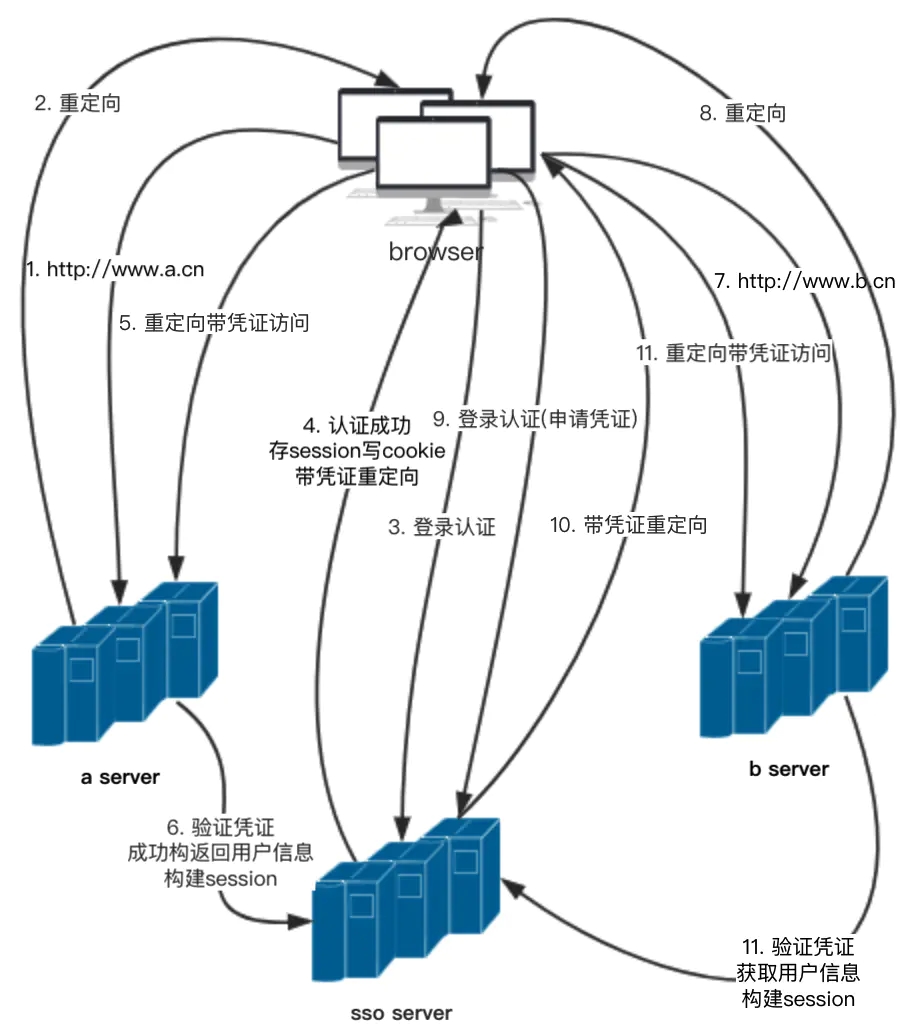 2. 重定向
8. 重定向
browser
1. http://www.a.cn
7. http://www.b.cn
5. 重定向带凭证访问
11. 重定向带凭证访问
4. 认证成功
存session写cookie
带凭证重定向
9. 登录认证(申请凭证)
3. 登录认证
10. 带凭证重定向
a server
b server
6. 验证凭证
成功构返回用户信息
构建session
11. 验证凭证
获取用户信息
构建session
sso server